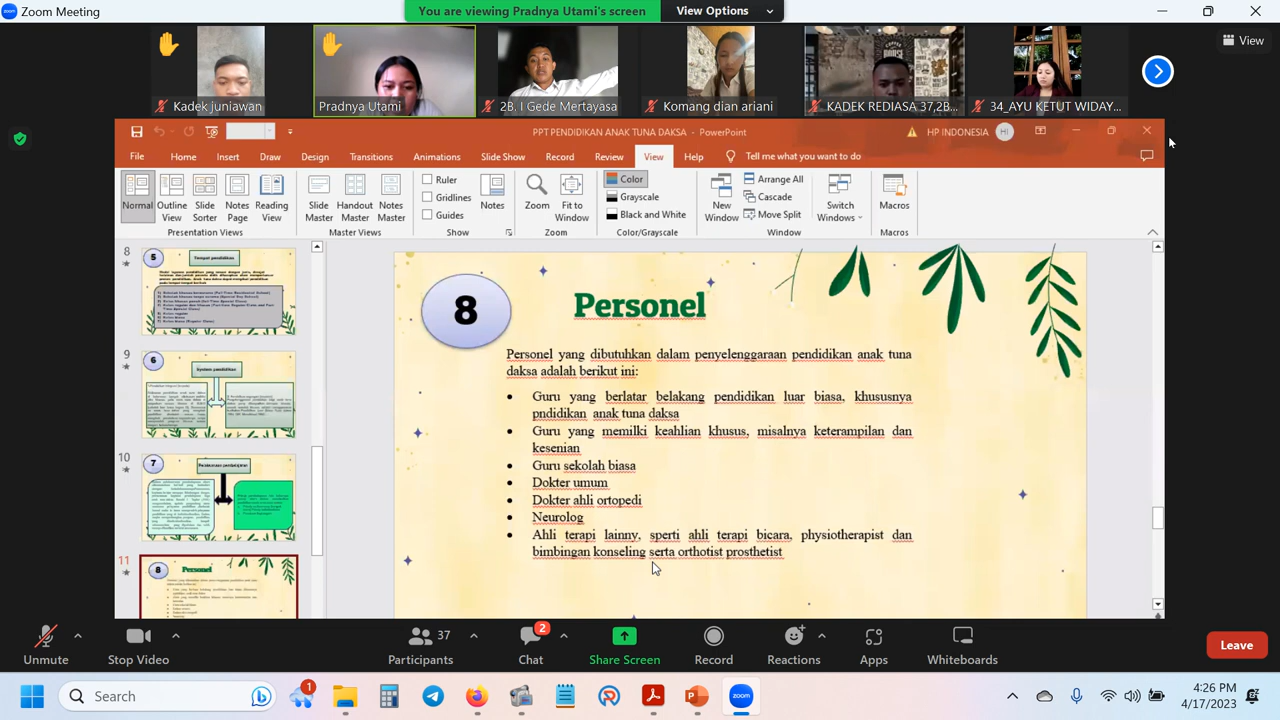 Zoom Meeting
You are viewing Pradnya Utami's screen
View Options
View
Kadek juniawan
Pradnya Utami
2B. I Gede Mertayasa
Komang dian ariani
KADEK REDIASA 37,2B...
34_AYU KETUT WIDAY...
PPT PENDIDIKAN ANAK TUNA DAKSA - PowerPoint
HP INDONESIA
HI
File Home Insert Draw Design Transitions Animations Slide Show Record Review View Help Tell me what you want to do
Normal
Outline View
Slide Sorter
Notes Page
Reading View
Presentation Views
Slide Master
Handout Master
Notes Master
Master Views
Ruler
Gridlines
Guides
Show
Notes
Zoom
Fit to Window
Zoom
Color
Grayscale
Black and White
Color/Grayscale
New Window
Arrange All
Cascade
Move Split
Window
Switch Windows
Macros
Macros
8
5
Tempat pendidikan
9
6
System pendidikan
10
7
Pelaksanaan pembelajaran
11
8
Personel
8
Personel
Personel yang dibutuhkan dalam penyelenggaraan pendidikan anak tuna
daksa adalah berikut ini:
• Guru yang berlatar belakang pendidikan luar biasa, khususnya
pndidikan anak tuna daksa
• Guru yang memilki keahlian khusus, misalnya keterampilan dan
kesenian
• Guru sekolah biasa
• Dokter umum
• Dokter ahli ortopedi
• Neurolog
• Ahli terapi lainny, sperti ahli terapi bicara, physiotherapist dan
bimbingan konseling serta orthotist prosthetist
Unmute
Stop Video
37
Participants
2
Chat
Share Screen
Record
Reactions
Apps
Whiteboards
Leave
Search
1
zoom
4:26 PM
4/17/2023